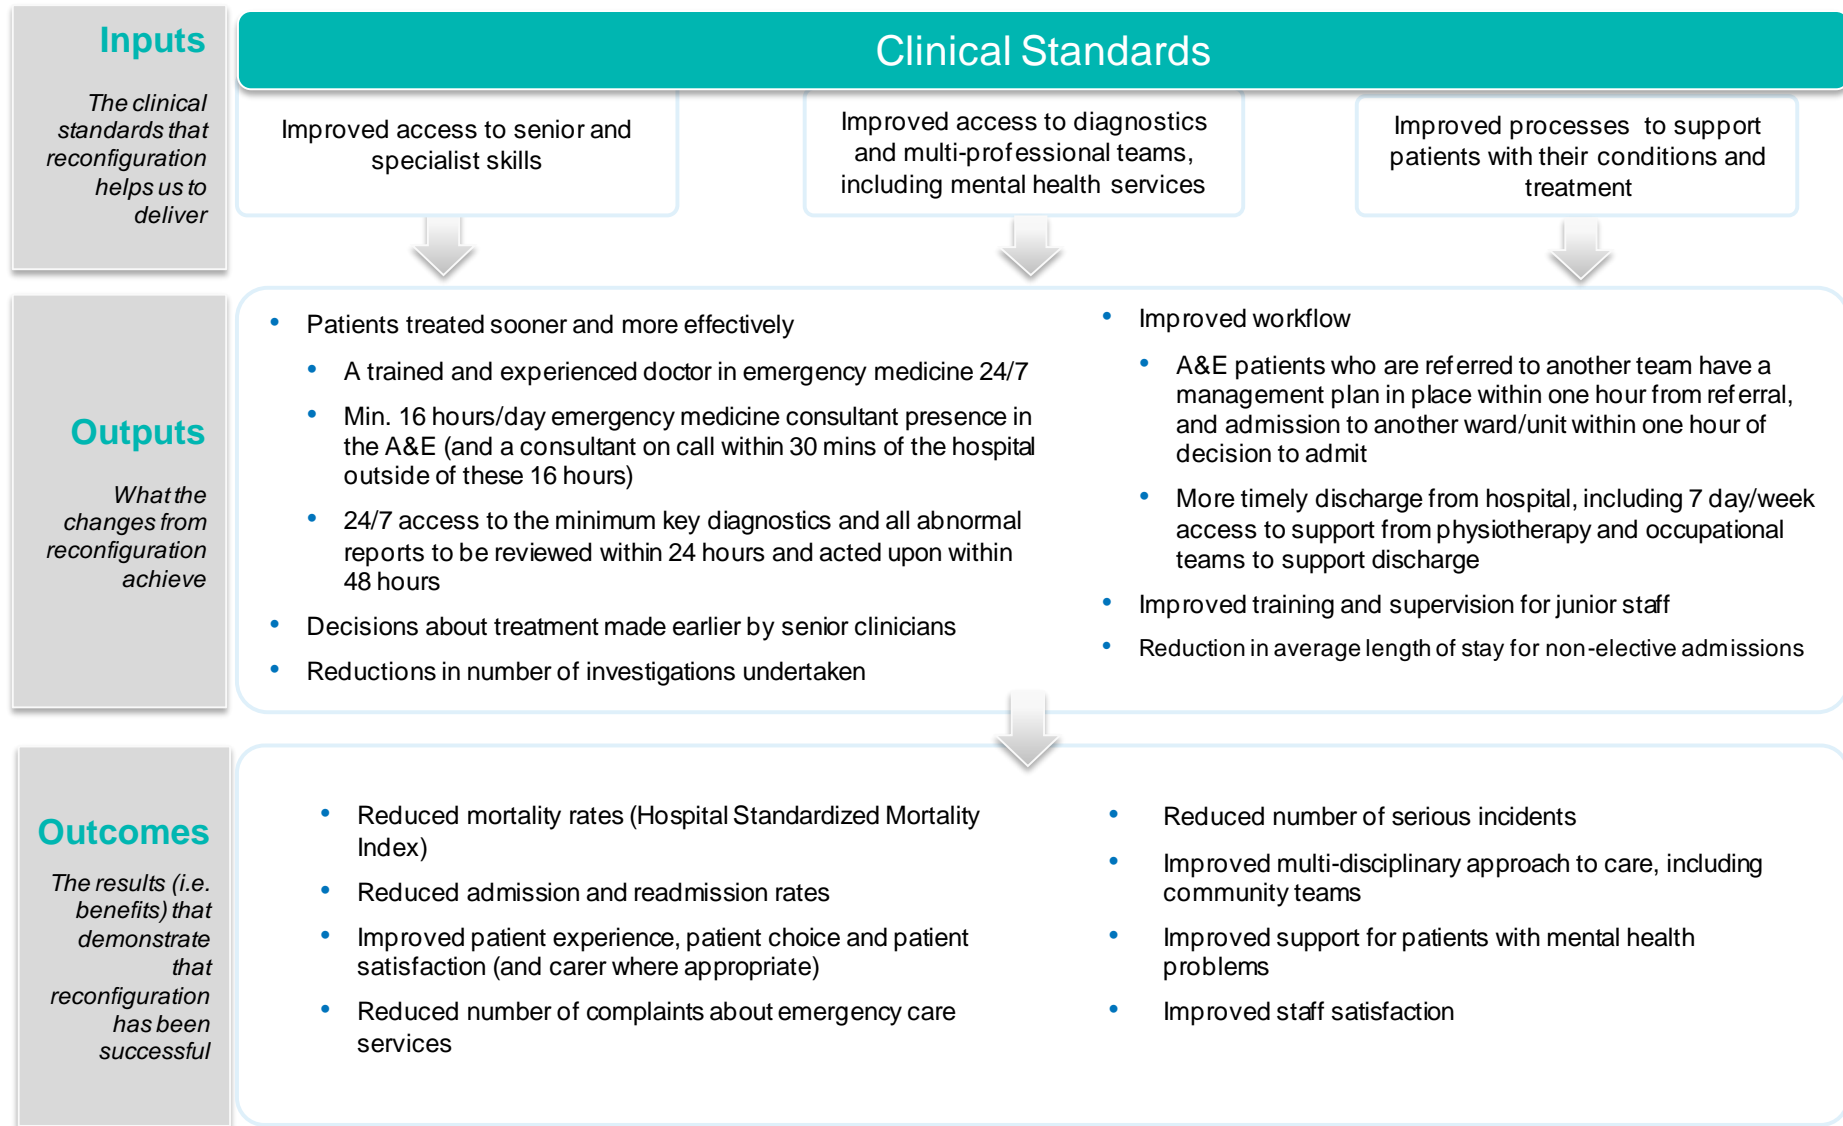 Inputs
The clinical
standards that
reconfiguration
helps us to
deliver
Clinical Standards
Improved access to senior and
specialist skills
Improved access to diagnostics
and multi-professional teams,
including mental health services
Improved processes to support
patients with their conditions and
treatment
Outputs
What the
changes from
reconfiguration
achieve
• Patients treated sooner and more effectively
• A trained and experienced doctor in emergency medicine 24/7
• Min. 16 hours/day emergency medicine consultant presence in
the A&E (and a consultant on call within 30 mins of the hospital
outside of these 16 hours)
• 24/7 access to the minimum key diagnostics and all abnormal
reports to be reviewed within 24 hours and acted upon within
48 hours
• Decisions about treatment made earlier by senior clinicians
• Reductions in number of investigations undertaken
• Improved workflow
• A&E patients who are referred to another team have a
management plan in place within one hour from referral,
and admission to another ward/unit within one hour of
decision to admit
• More timely discharge from hospital, including 7 day/week
access to support from physiotherapy and occupational
teams to support discharge
• Improved training and supervision for junior staff
• Reduction in average length of stay for non-elective admissions
Outcomes
The results (i.e.
benefits) that
demonstrate
that
reconfiguration
has been
successful
• Reduced mortality rates (Hospital Standardized Mortality
Index)
• Reduced admission and readmission rates
• Improved patient experience, patient choice and patient
satisfaction (and carer where appropriate)
• Reduced number of complaints about emergency care
services
• Reduced number of serious incidents
• Improved multi-disciplinary approach to care, including
community teams
• Improved support for patients with mental health
problems
• Improved staff satisfaction